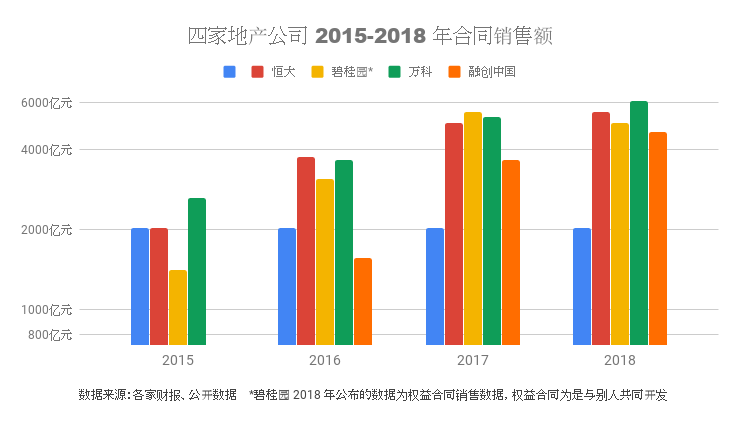 四家地产公司 2015-2018 年合同销售额
恒大 碧桂园* 万科 融创中国
6000亿元
4000亿元
2000亿元
1000亿元
800亿元
2015 2016 2017 2018
数据来源：各家财报、公开数据 *碧桂园 2018 年公布的数据为权益合同销售数据，权益合同为是与别人共同开发